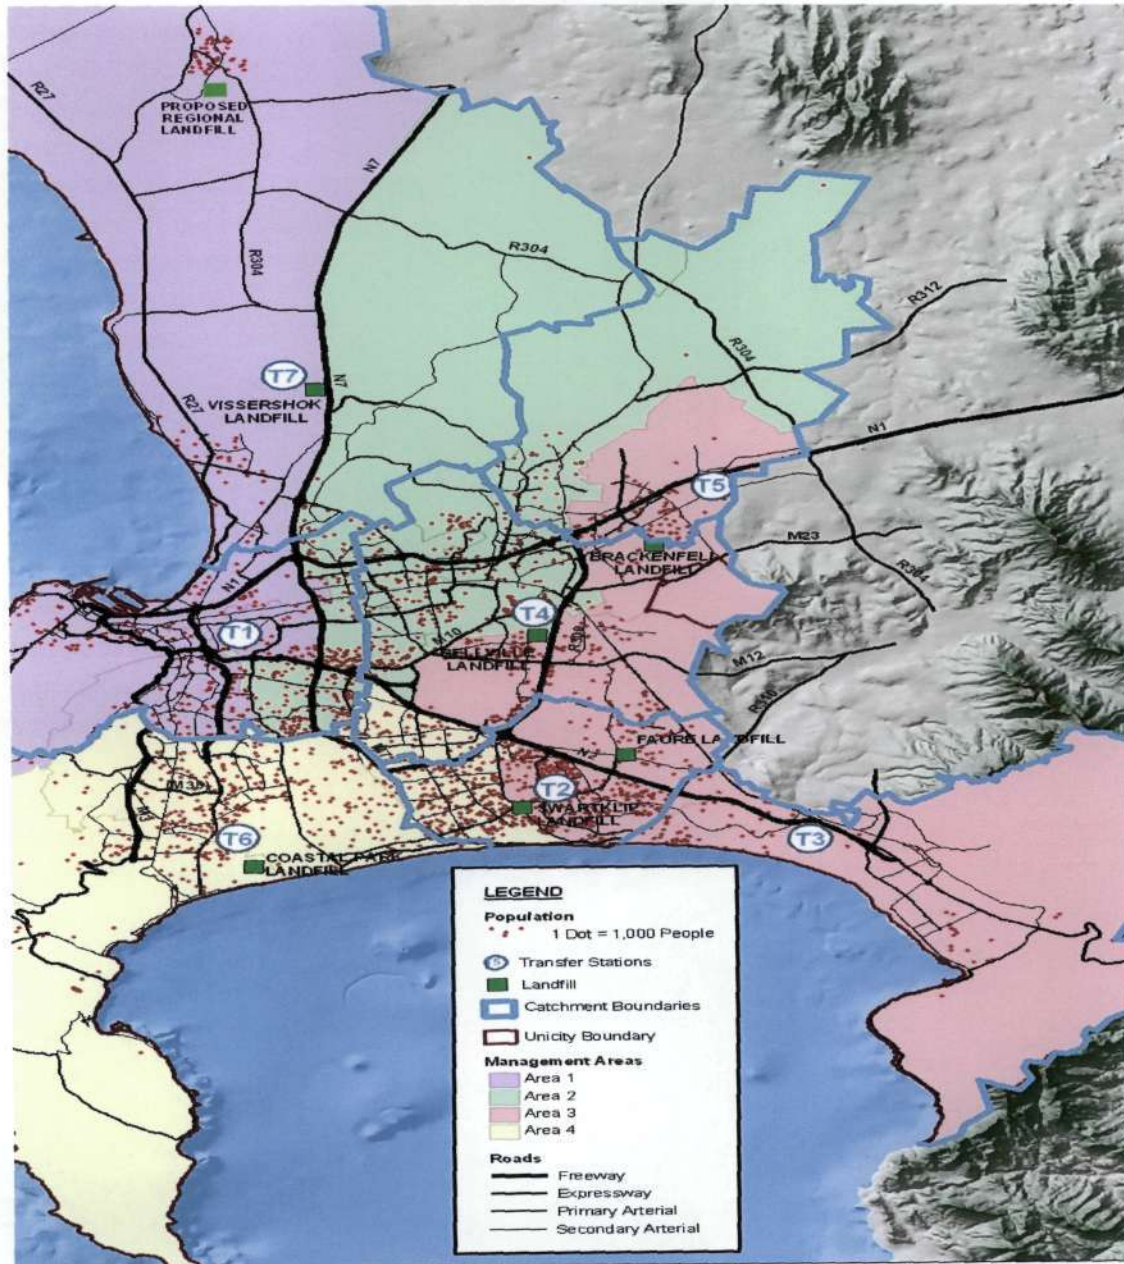 R27
PROPOSED
REGIONAL
LANDFILL
N7
R304
R304
R312
R304
T7
N7
VISSERSHOK
LANDFILL
R27
N1
T5
M23
BRACKENFELL
LANDFILL
R304
N1
T1
T4
M10
R300
BELLVILLE
LANDFILL
M12
R310
FAURE LANDFILL
N2
T2
SWARTKLIP
LANDFILL
T6
T3
COASTAL PARK
LANDFILL
LEGEND
Population
1 Dot = 1,000 People
S Transfer Stations
Landfill
Catchment Boundaries
Unicity Boundary
Management Areas
Area 1
Area 2
Area 3
Area 4
Roads
Freeway
Expressway
Primary Arterial
Secondary Arterial